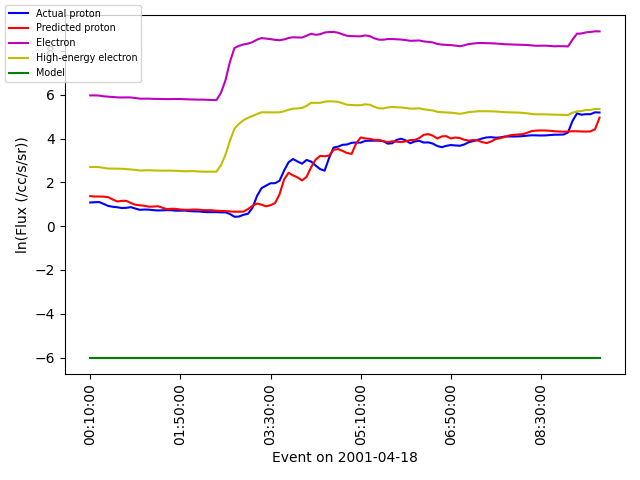 Actual proton
Predicted proton
Electron
High-energy electron
Model
8
6
4
2
0
−2
−4
−6
ln(Flux (/cc/s/sr))
00:10:00
01:50:00
03:30:00
05:10:00
06:50:00
08:30:00
Event on 2001-04-18